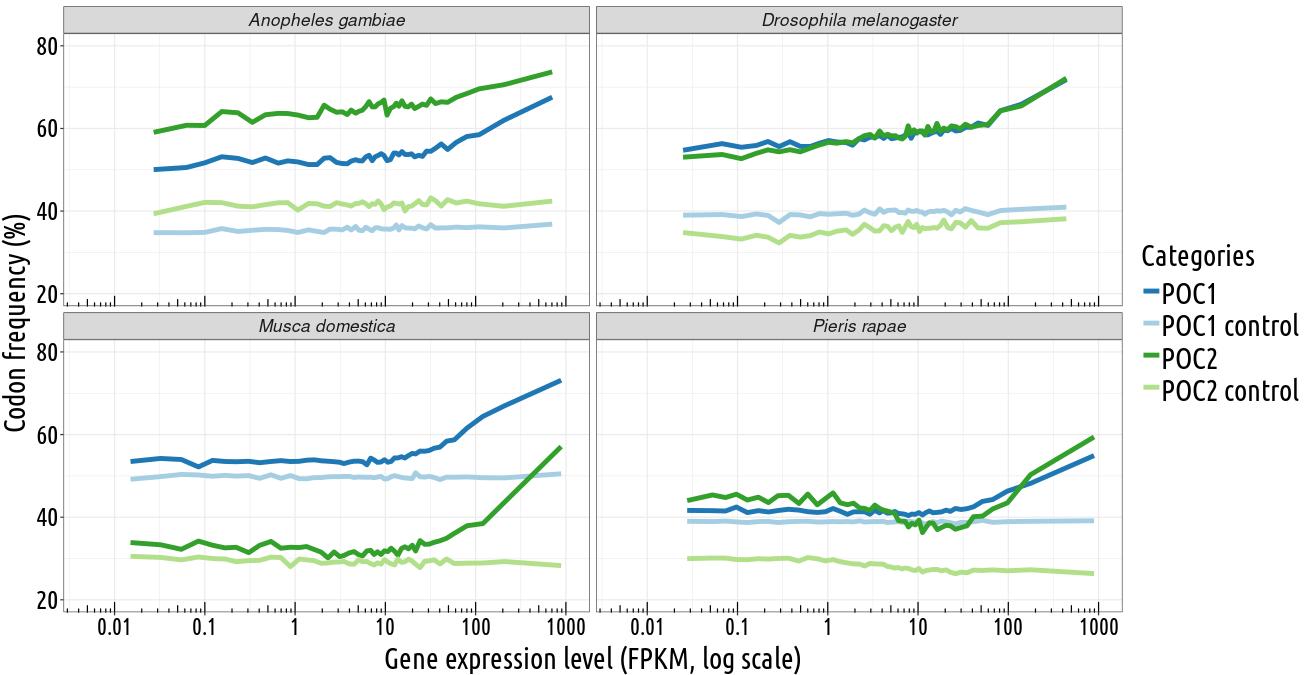 Anopheles gambiae
Drosophila melanogaster
80
60
40
20
Musca domestica
Pieris rapae
80
60
40
20
0.01 0.1 1 10 100 1000
0.01 0.1 1 10 100 1000
Gene expression level (FPKM, log scale)
Codon frequency (%)
Categories
POC1
POC1 control
POC2
POC2 control